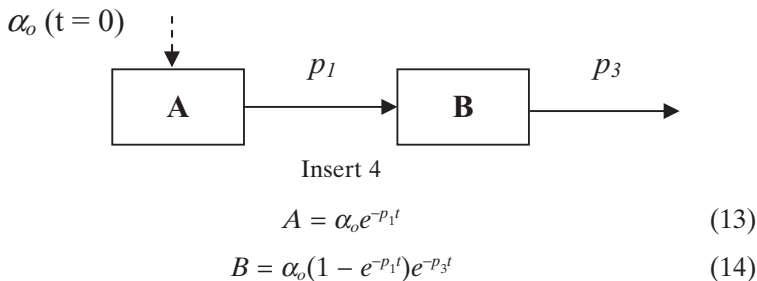 αₒ (t = 0)
p₁ p₃
A B
Insert 4
A = αₒe^{–p₁t} (13)
B = αₒ(1 – e^{–p₁t})e^{–p₃t} (14)